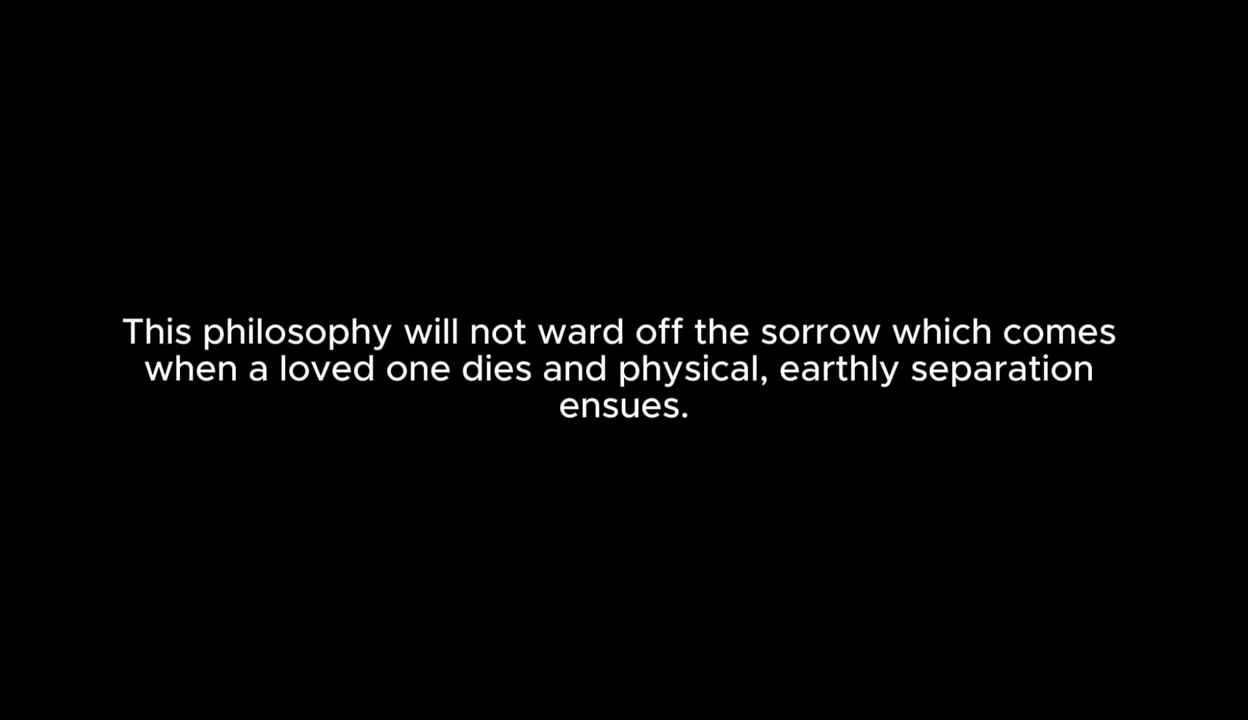 This philosophy will not ward off the sorrow which comes
when a loved one dies and physical, earthly separation
ensues.